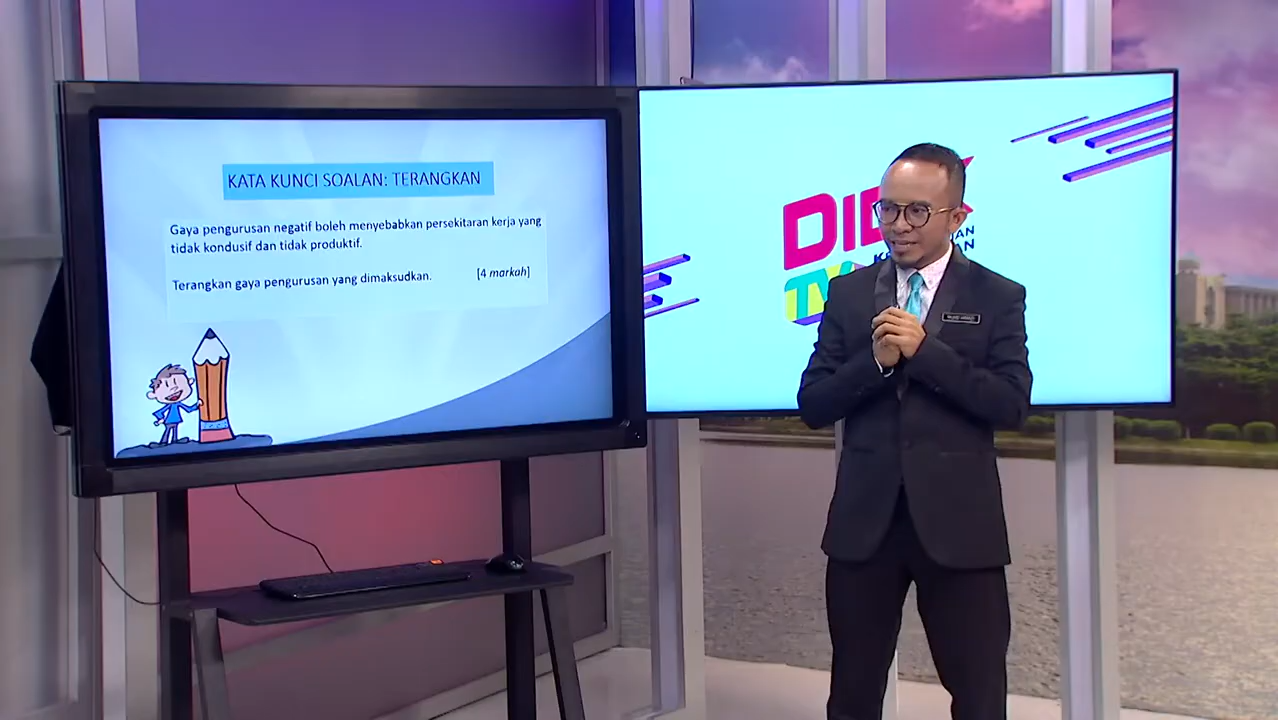 KATA KUNCI SOALAN: TERANGKAN
Gaya pengurusan negatif boleh menyebabkan persekitaran kerja yang
tidak kondusif dan tidak produktif.
Terangkan gaya pengurusan yang dimaksudkan. [4 markah]
TV